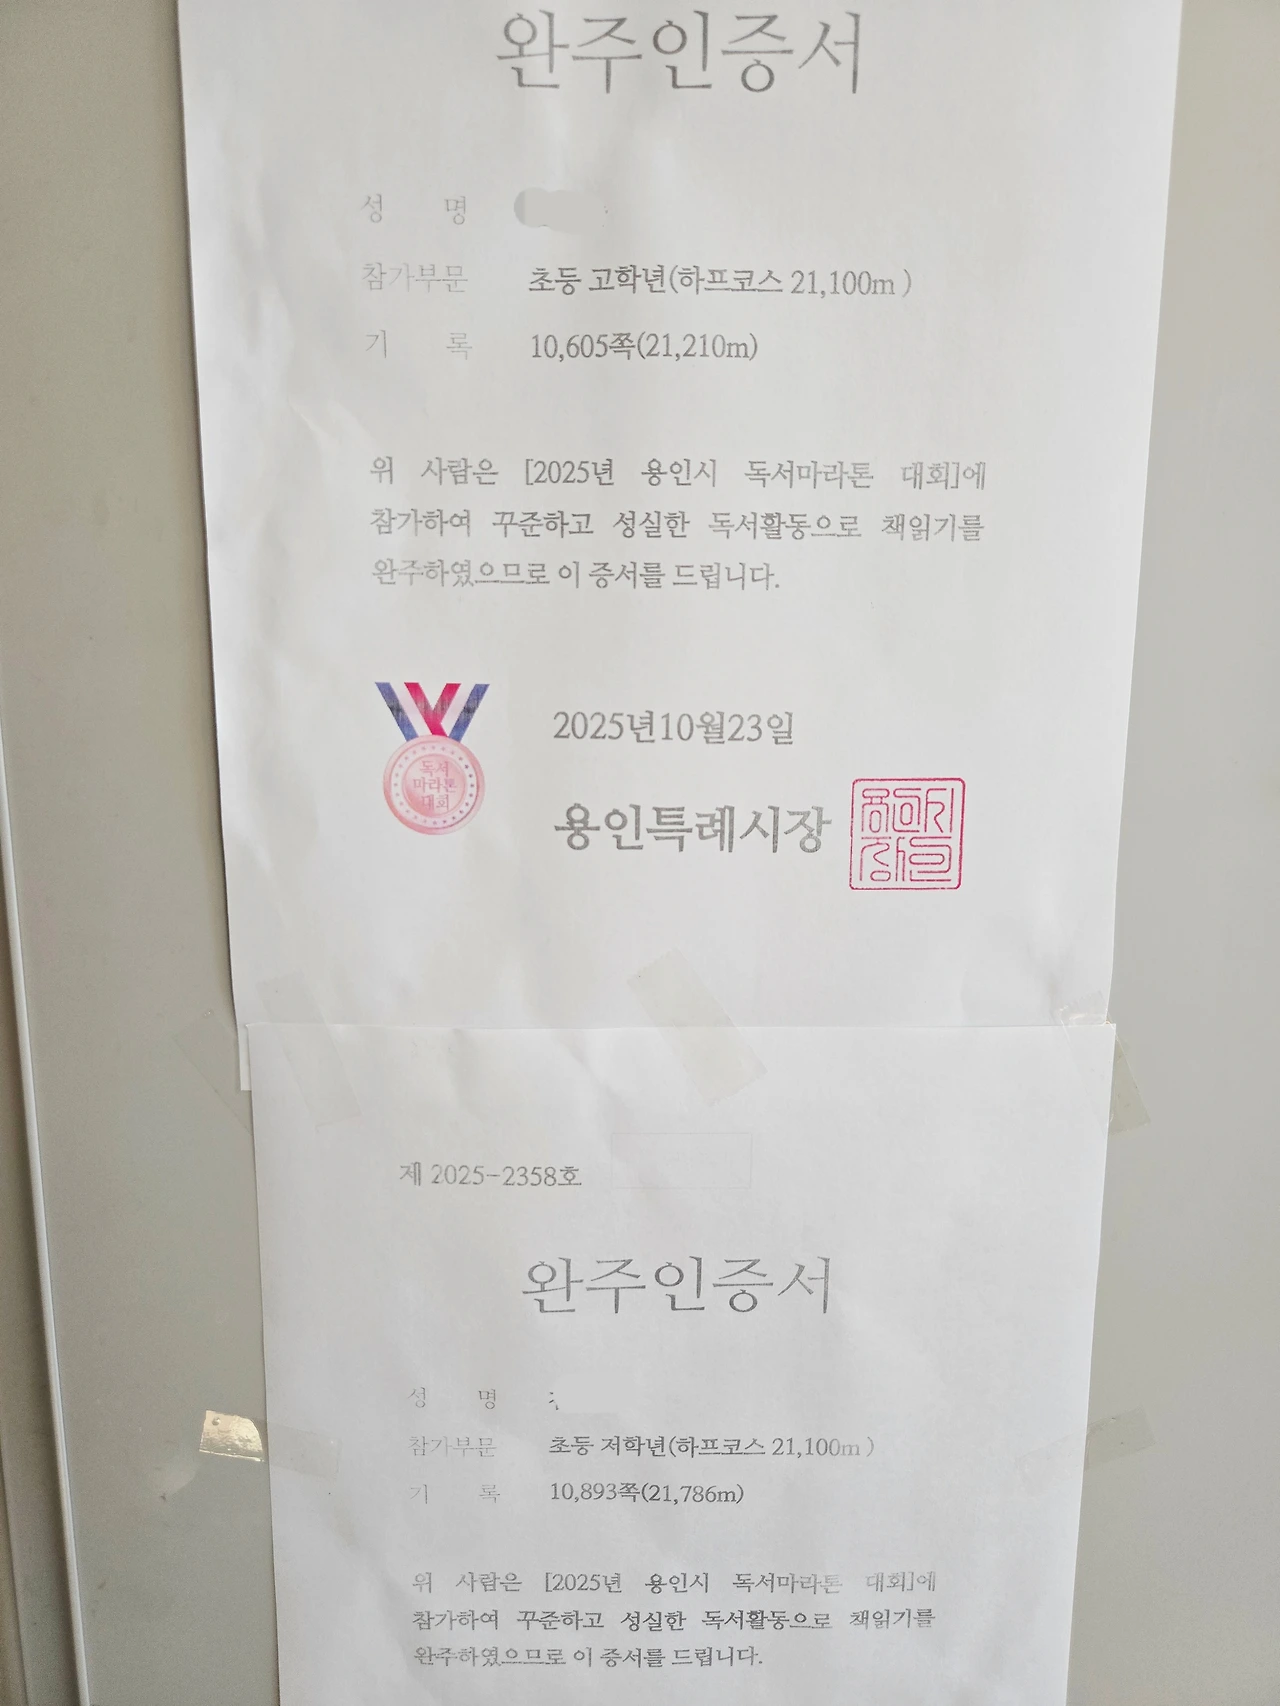 완주인증서
성 명
참가부문 초등 고학년(하프코스 21,100m )
기 록 10,605쪽(21,210m)
위 사람은 [2025년 용인시 독서마라톤 대회]에
참가하여 꾸준하고 성실한 독서활동으로 책읽기를
완주하였으므로 이 증서를 드립니다.
독서
마라톤
대회
2025년10월23일
용인특례시장
제 2025-2358호
완주인증서
성 명
참가부문 초등 저학년(하프코스 21,100m )
기 록 10,893쪽(21,786m)
위 사람은 [2025년 용인시 독서마라톤 대회]에
참가하여 꾸준하고 성실한 독서활동으로 책읽기를
완주하였으므로 이 증서를 드립니다.